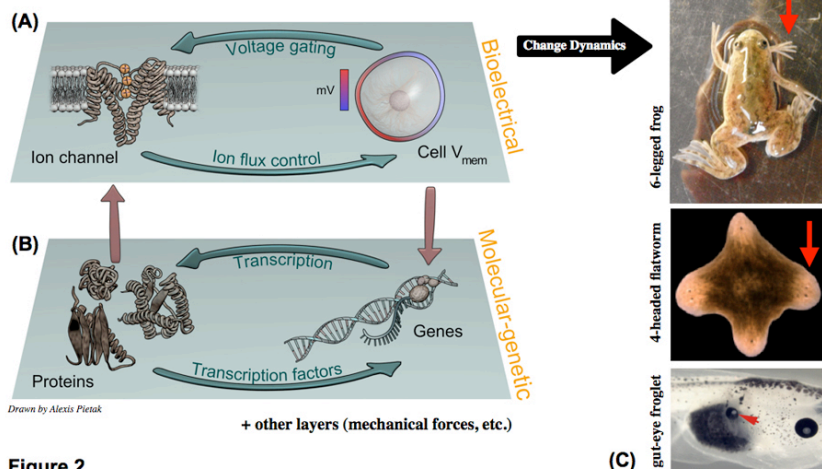 (A)
Voltage gating
mV
Ion channel
Ion flux control
Cell Vmem
Bioelectrical
Change Dynamics
6-legged frog
(B)
Transcription
Genes
Proteins
Transcription factors
Molecular-genetic
4-headed flatworm
Drawn by Alexis Pietak
+ other layers (mechanical forces, etc.)
gut-eye froglet
(C)
Figure 2